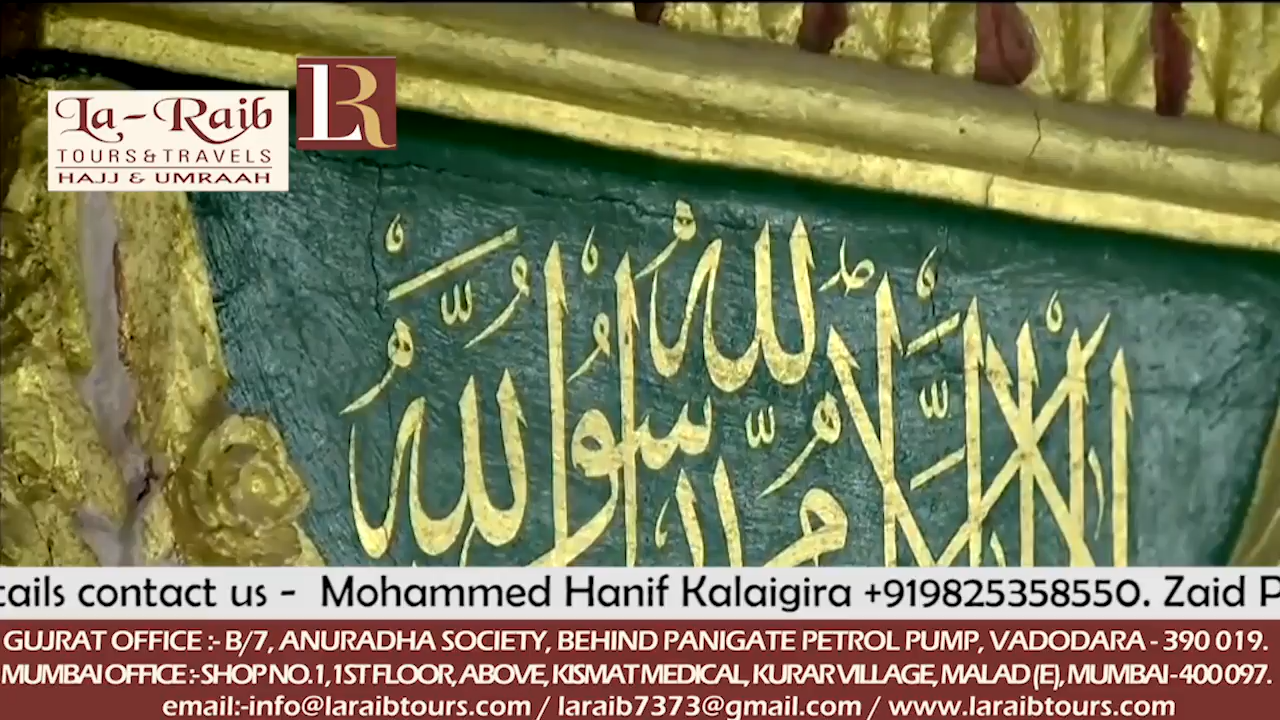 La-Raib
TOURS & TRAVELS
HAJJ & UMRAAH
LR
لا إله إلا الله
محمد رسول الله
tails contact us - Mohammed Hanif Kalaigira +919825358550. Zaid P
GUJRAT OFFICE :- B/7, ANURADHA SOCIETY, BEHIND PANIGATE PETROL PUMP, VADODARA - 390 019.
MUMBAI OFFICE :- SHOP NO. 1, 1ST FLOOR, ABOVE, KISMAT MEDICAL, KURAR VILLAGE, MALAD (E), MUMBAI - 400 097.
email:-info@laraibtours.com / laraib7373@gmail.com / www.laraibtours.com